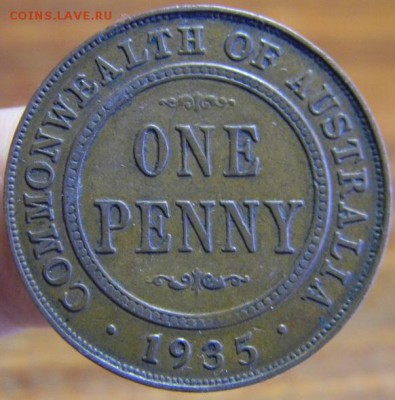 COINS.LAVE.RU
COMMONWEALTH OF AUSTRALIA
ONE
PENNY
· 1935 ·